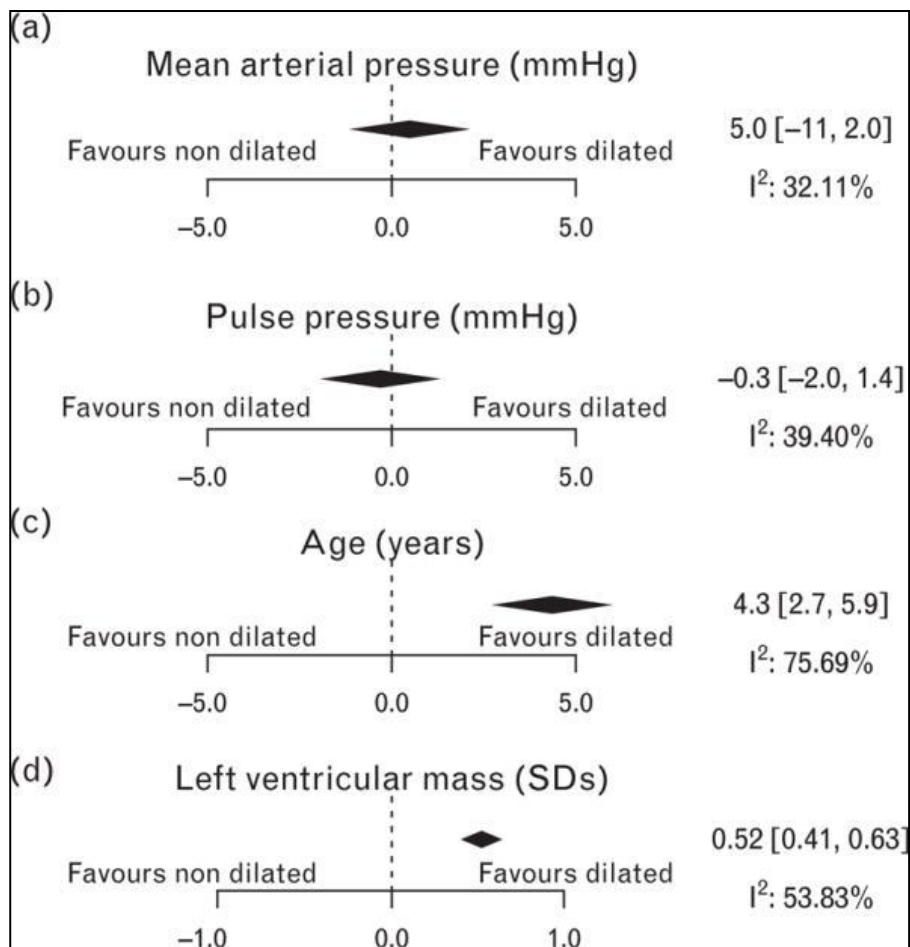 (a)
Mean arterial pressure (mmHg)
Favours non dilated Favours dilated
5.0 [–11, 2.0]
I²: 32.11%
–5.0 0.0 5.0
(b)
Pulse pressure (mmHg)
Favours non dilated Favours dilated
–0.3 [–2.0, 1.4]
I²: 39.40%
–5.0 0.0 5.0
(c)
Age (years)
Favours non dilated Favours dilated
4.3 [2.7, 5.9]
I²: 75.69%
–5.0 0.0 5.0
(d)
Left ventricular mass (SDs)
Favours non dilated Favours dilated
0.52 [0.41, 0.63]
I²: 53.83%
–1.0 0.0 1.0